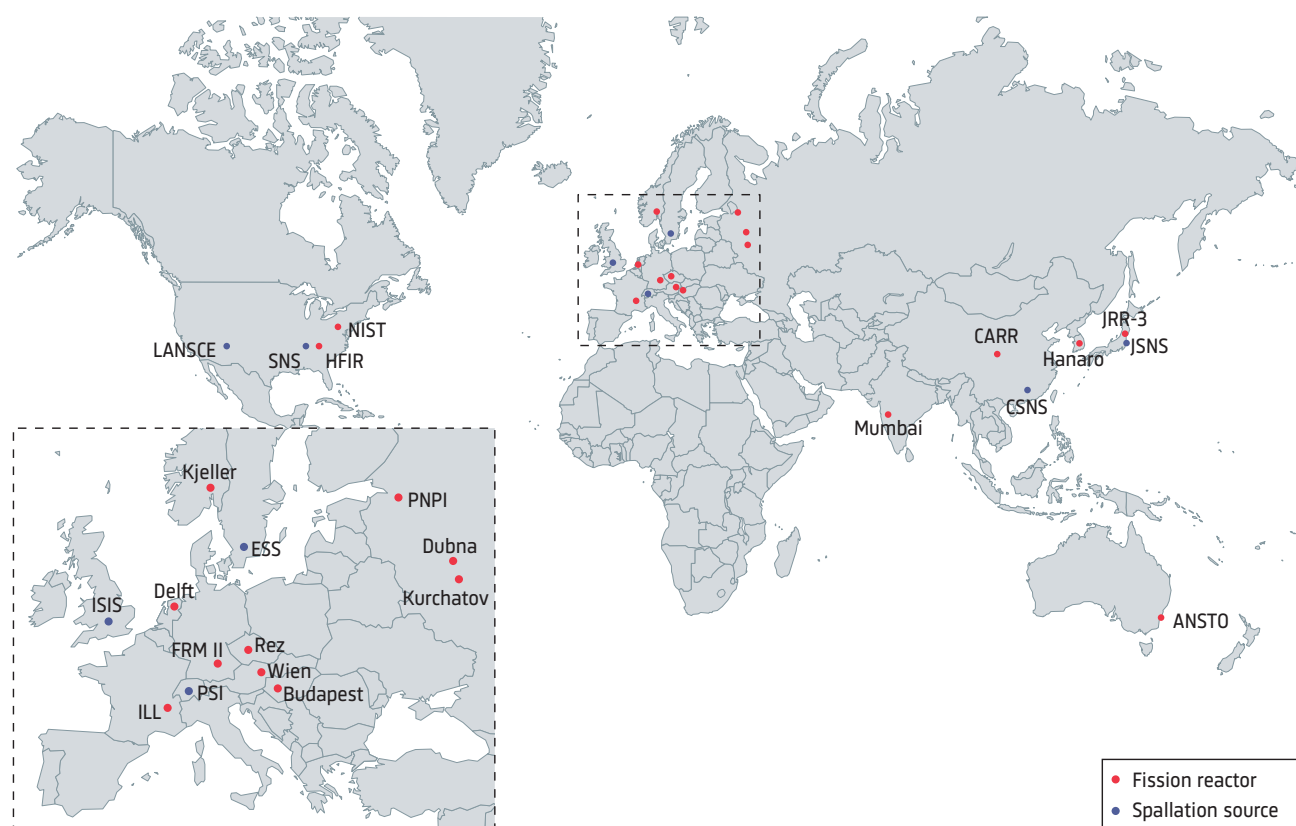 NIST
LANSCE
SNS
HFIR
JRR-3
CARR
JSNS
Hanaro
CSNS
Mumbai
ANSTO
Kjeller
PNPI
ESS
Dubna
Delft
Kurchatov
ISIS
FRM II
Rez
Wien
PSI
Budapest
ILL
Fission reactor
Spallation source